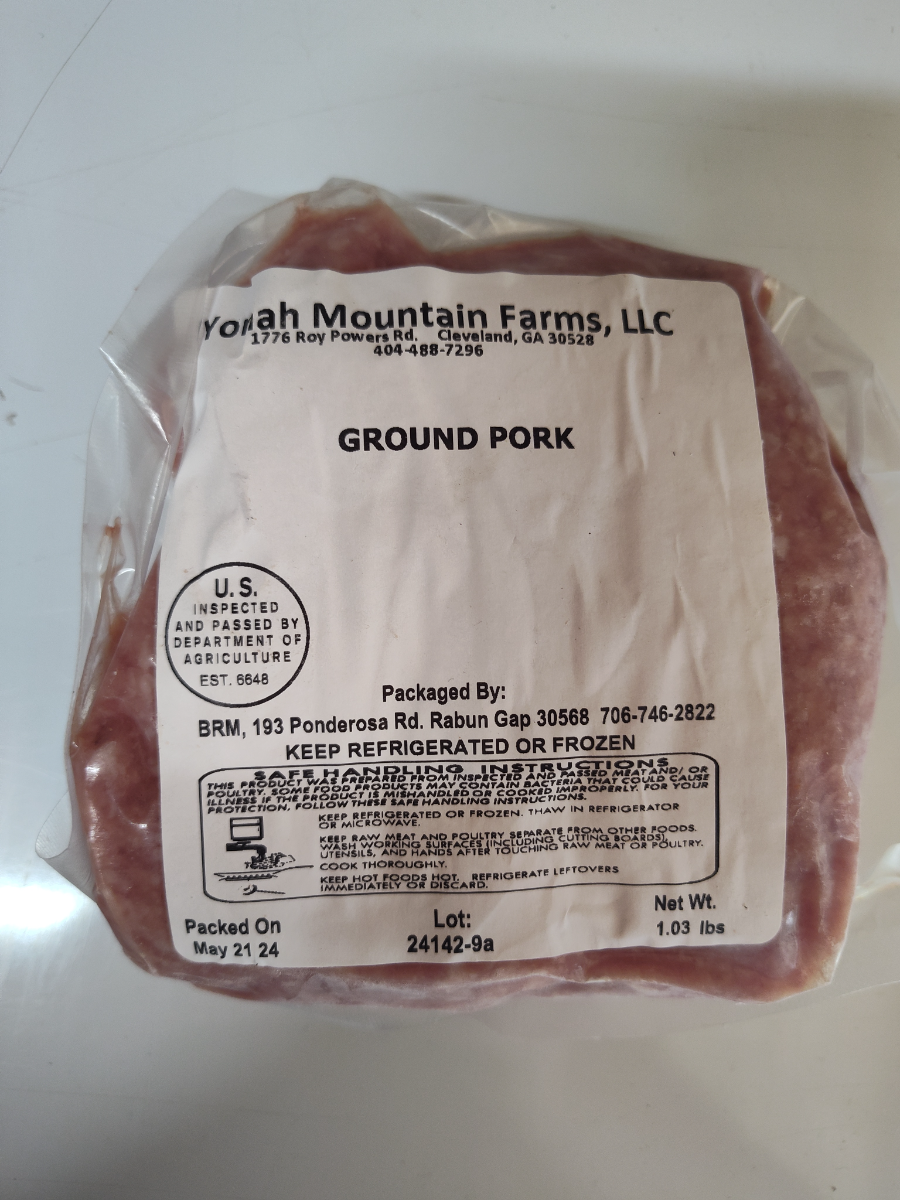 Yonah Mountain Farms, LLC
1776 Roy Powers Rd. Cleveland, GA 30528
404-488-7296
GROUND PORK
U.S.
INSPECTED
AND PASSED BY
DEPARTMENT OF
AGRICULTURE
EST. 6648
Packaged By:
BRM, 193 Ponderosa Rd. Rabun Gap 30568 706-746-2822
KEEP REFRIGERATED OR FROZEN
SAFE HANDLING INSTRUCTIONS
THIS PRODUCT WAS PREPARED FROM INSPECTED AND PASSED MEAT AND/ OR
POULTRY. SOME FOOD PRODUCTS MAY CONTAIN BACTERIA THAT COULD CAUSE
ILLNESS IF THE PRODUCT IS MISHANDLED OR COOKED IMPROPERLY. FOR YOUR
PROTECTION, FOLLOW THESE SAFE HANDLING INSTRUCTIONS.
KEEP REFRIGERATED OR FROZEN. THAW IN REFRIGERATOR
OR MICROWAVE.
KEEP RAW MEAT AND POULTRY SEPARATE FROM OTHER FOODS.
WASH WORKING SURFACES (INCLUDING CUTTING BOARDS),
UTENSILS, AND HANDS AFTER TOUCHING RAW MEAT OR POULTRY.
COOK THOROUGHLY.
KEEP HOT FOODS HOT. REFRIGERATE LEFTOVERS
IMMEDIATELY OR DISCARD.
Packed On
May 21 24
Lot:
24142-9a
Net Wt.
1.03 lbs